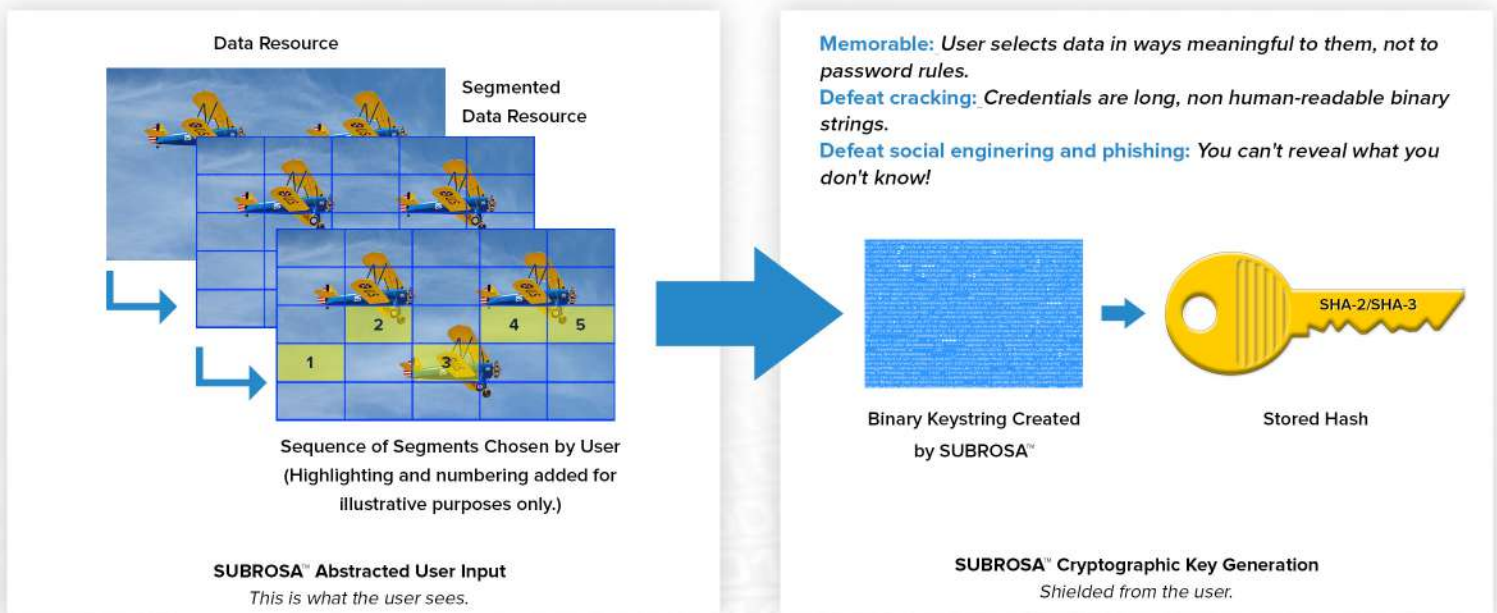 Data Resource
Segmented
Data Resource
2
4
5
1
3
Sequence of Segments Chosen by User
(Highlighting and numbering added for
illustrative purposes only.)
SUBROSA™ Abstracted User Input
This is what the user sees.
Memorable: User selects data in ways meaningful to them, not to
password rules.
Defeat cracking: Credentials are long, non human-readable binary
strings.
Defeat social enginering and phishing: You can't reveal what you
don't know!
SHA-2/SHA-3
Binary Keystring Created
by SUBROSA™
Stored Hash
SUBROSA™ Cryptographic Key Generation
Shielded from the user.